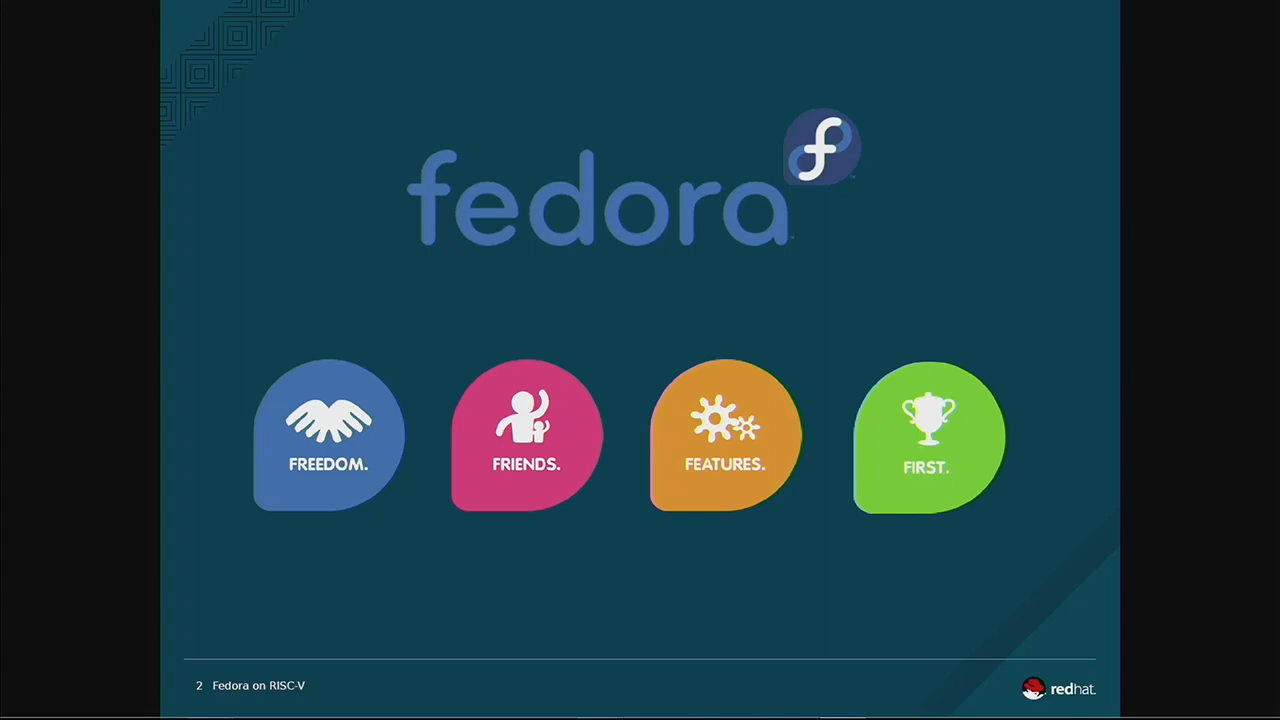 fedora
FREEDOM.
FRIENDS.
FEATURES.
FIRST.
2 Fedora on RISC-V
redhat.